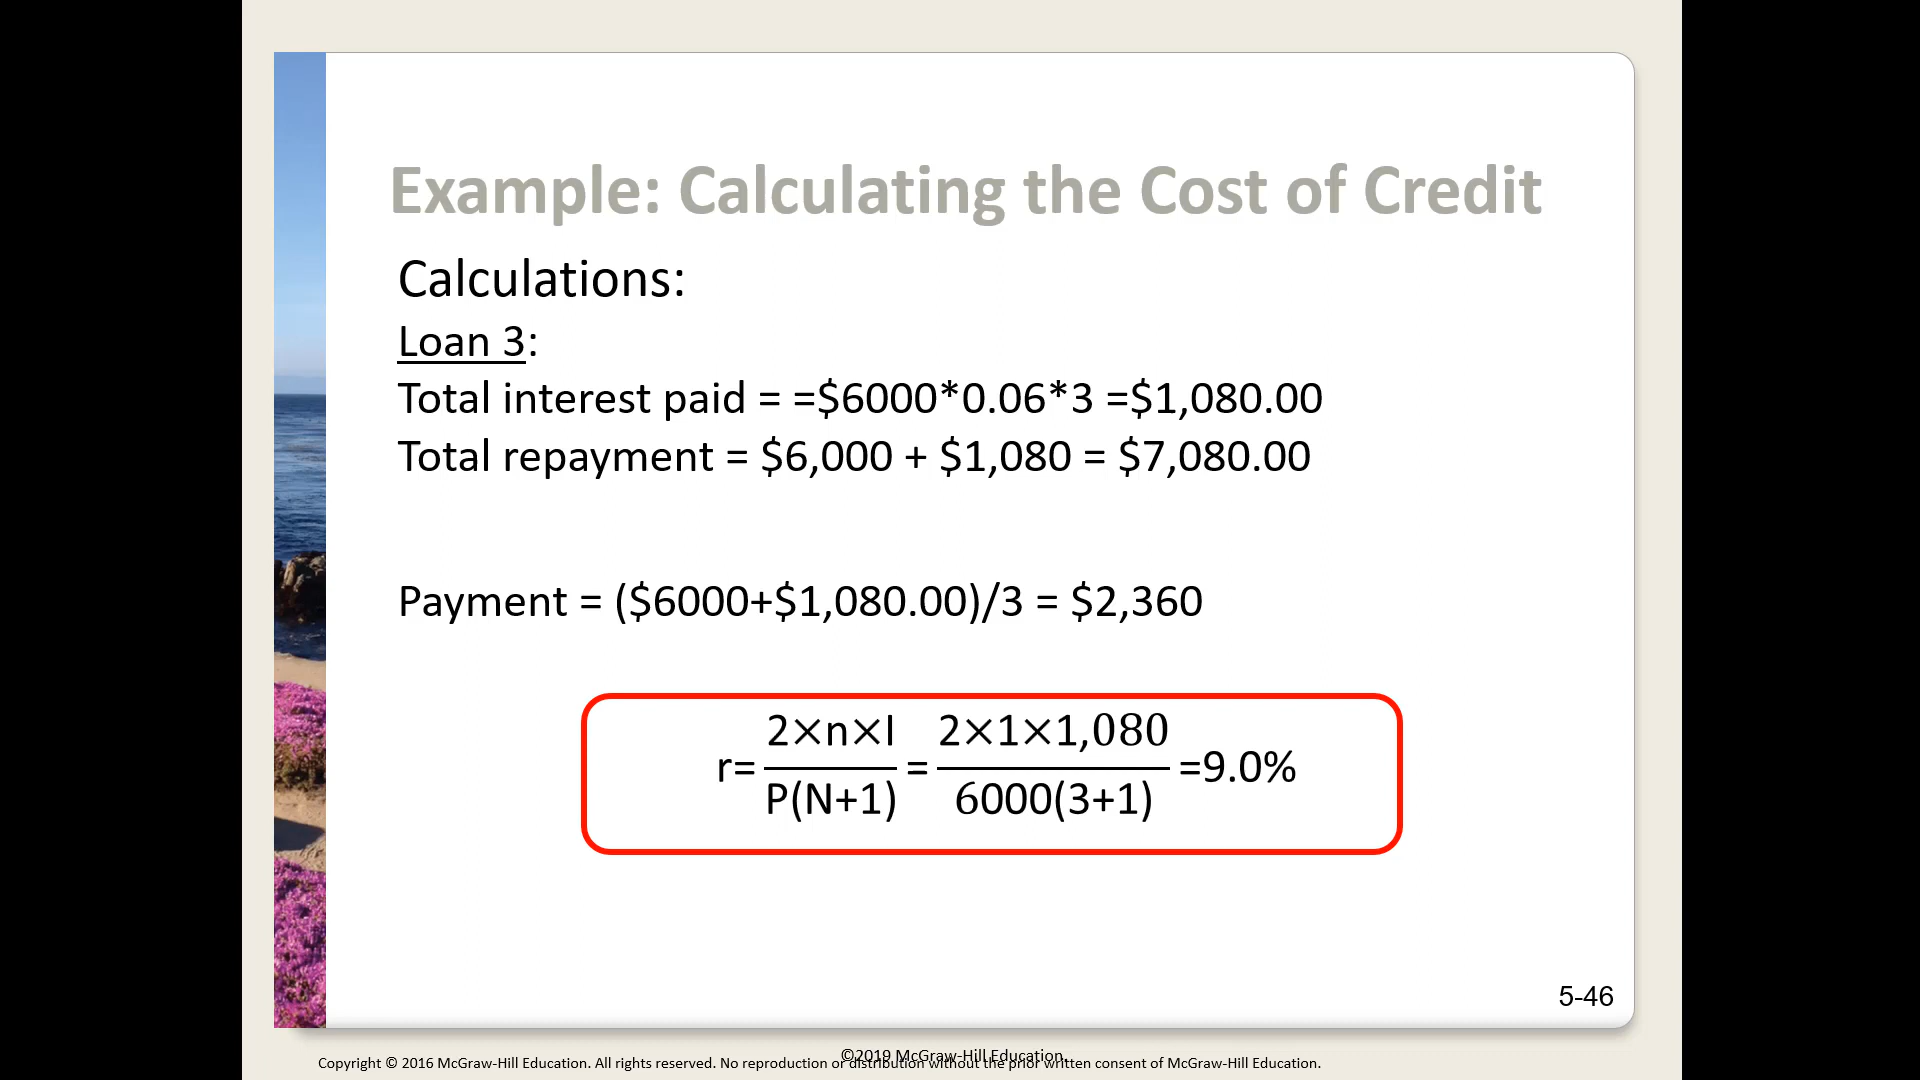 Example: Calculating the Cost of Credit
Calculations:
Loan 3:
Total interest paid = =$6000*0.06*3 =$1,080.00
Total repayment = $6,000 + $1,080 = $7,080.00
Payment = ($6000+$1,080.00)/3 = $2,360
r= 2×n×I / P(N+1) = 2×1×1,080 / 6000(3+1) =9.0%
5-46
©2019 McGraw-Hill Education.
Copyright © 2016 McGraw-Hill Education. All rights reserved. No reproduction or distribution without the prior written consent of McGraw-Hill Education.